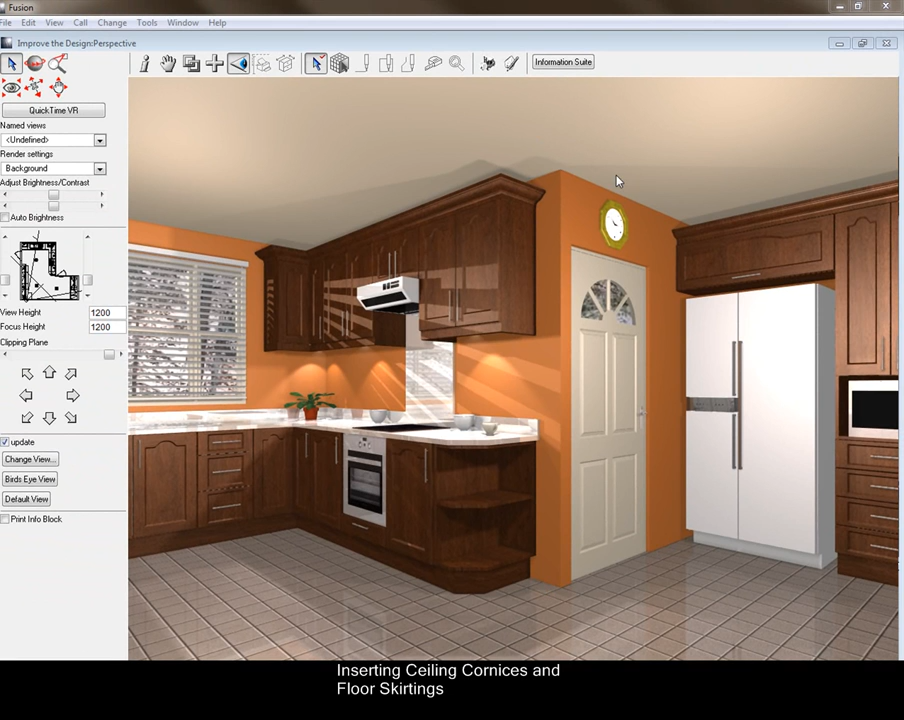 Fusion
File Edit View Call Change Tools Window Help
Improve the Design:Perspective
Information Suite
QuickTime VR
Named views
<Undefined>
Render settings
Background
Adjust Brightness/Contrast
Auto Brightness
View Height 1200
Focus Height 1200
Clipping Plane
update
Change View...
Birds Eye View
Default View
Print Info Block
Inserting Ceiling Cornices and
Floor Skirtings